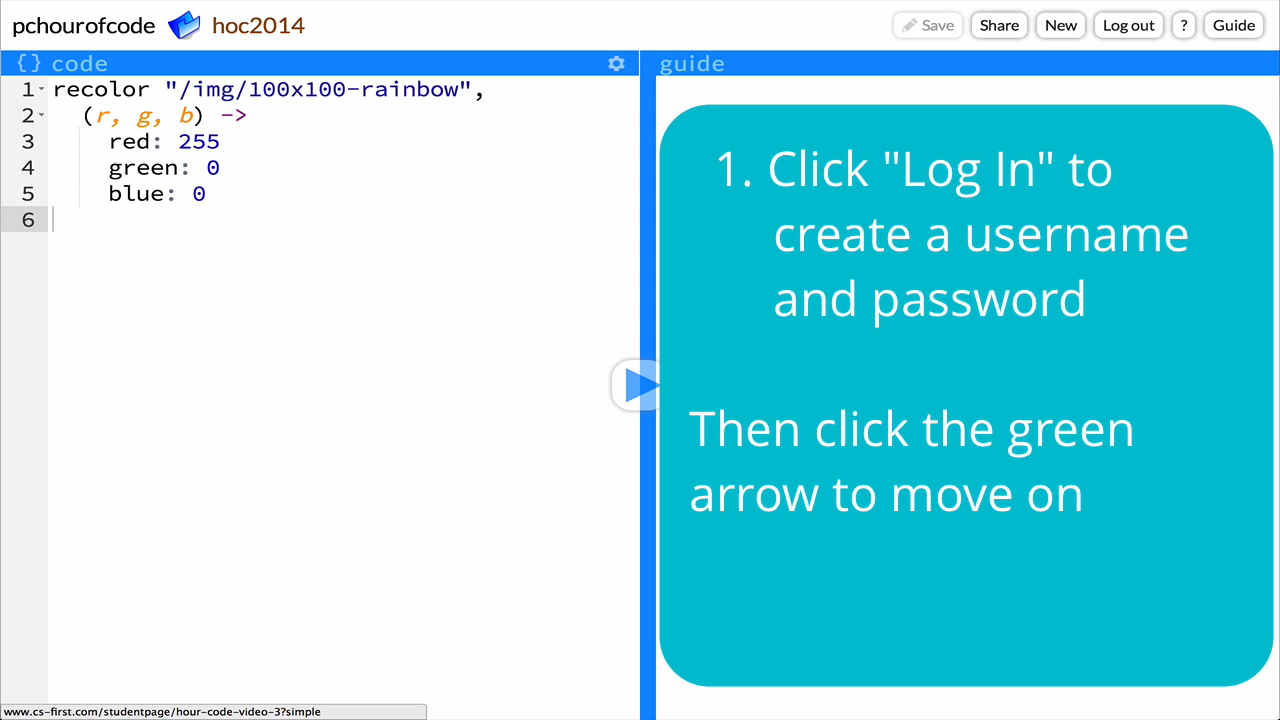 pchourofcode hoc2014 Save Share New Log out ? Guide
{} code
guide
1 recolor "/img/100x100-rainbow",
2 (r, g, b) ->
3 red: 255
4 green: 0
5 blue: 0
6
1. Click "Log In" to
create a username
and password
Then click the green
arrow to move on
www.cs-first.com/studentpage/hour-code-video-3?simple